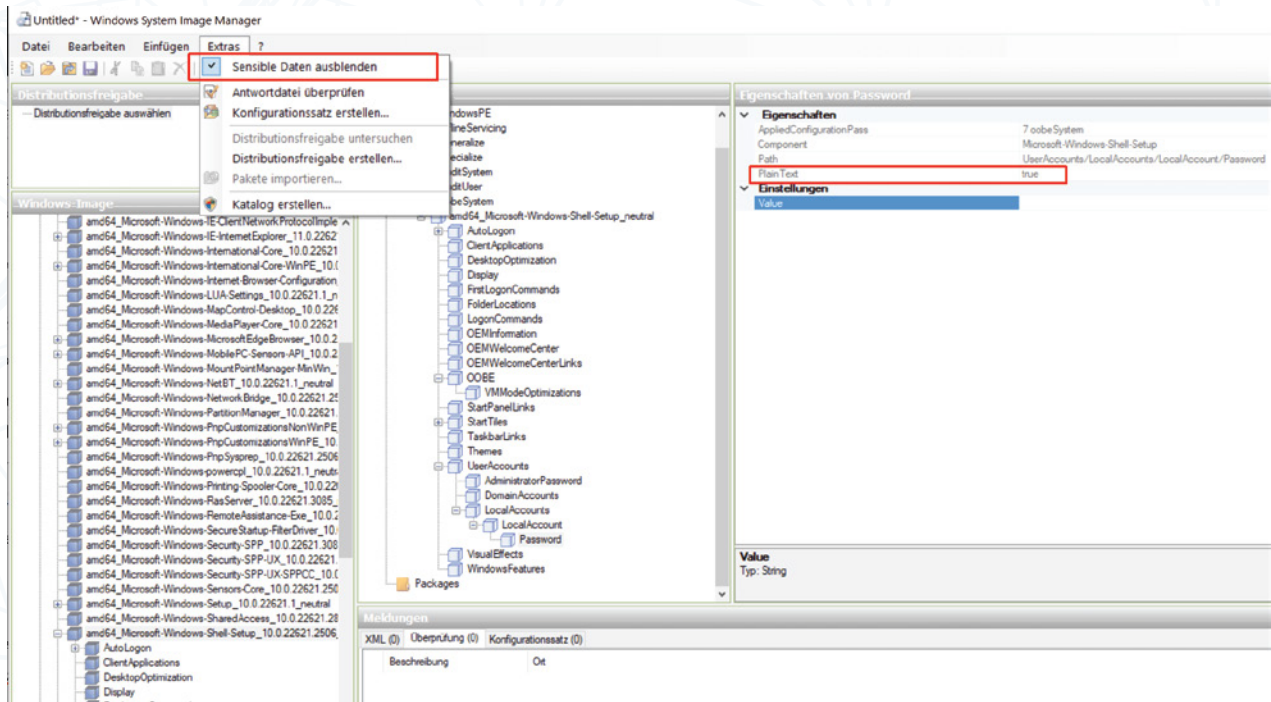 Untitled* - Windows System Image Manager
Datei Bearbeiten Einfügen Extras ?
Sensible Daten ausblenden
Antwortdatei überprüfen
Konfigurationssatz erstellen...
Distributionsfreigabe untersuchen
Distributionsfreigabe erstellen...
Pakete importieren...
Katalog erstellen...
Distributionsfreigabe
Distributionsfreigabe auswählen
Windows-Image
amd64_Microsoft-Windows-IE-ClientNetworkProtocolImple
amd64_Microsoft-Windows-IE-InternetExplorer_11.0.2262
amd64_Microsoft-Windows-International-Core_10.0.22621
amd64_Microsoft-Windows-International-Core-WinPE_10.0
amd64_Microsoft-Windows-Internet-Browser-Configuration
amd64_Microsoft-Windows-LUA-Settings_10.0.22621.1_n
amd64_Microsoft-Windows-MapControl-Desktop_10.0.226
amd64_Microsoft-Windows-MediaPlayer-Core_10.0.22621
amd64_Microsoft-Windows-MicrosoftEdgeBrowser_10.0.2
amd64_Microsoft-Windows-MobilePC-Sensors-API_10.0.2
amd64_Microsoft-Windows-MountPointManager-MinWin_
amd64_Microsoft-Windows-NetBT_10.0.22621.1_neutral
amd64_Microsoft-Windows-Network Bridge_10.0.22621.25
amd64_Microsoft-Windows-PartitionManager_10.0.22621.
amd64_Microsoft-Windows-PnpCustomizationsNonWinPE
amd64_Microsoft-Windows-PnpCustomizationsWinPE_10.
amd64_Microsoft-Windows-PnpSysprep_10.0.22621.2506
amd64_Microsoft-Windows-powercpl_10.0.22621.1_neutr
amd64_Microsoft-Windows-Printing-Spooler-Core_10.0.22
amd64_Microsoft-Windows-RasServer_10.0.22621.3085_
amd64_Microsoft-Windows-RemoteAssistance-Exe_10.0.2
amd64_Microsoft-Windows-SecureStartup-FilterDriver_10.
amd64_Microsoft-Windows-Security-SPP_10.0.22621.308
amd64_Microsoft-Windows-Security-SPP-UX_10.0.22621.
amd64_Microsoft-Windows-Security-SPP-UX-SPPCC_10.0
amd64_Microsoft-Windows-Sensors-Core_10.0.22621.250
amd64_Microsoft-Windows-Setup_10.0.22621.1_neutral
amd64_Microsoft-Windows-SharedAccess_10.0.22621.28
amd64_Microsoft-Windows-Shell-Setup_10.0.22621.2506_
AutoLogon
ClientApplications
DesktopOptimization
Display
ndowsPE
lineServicing
neralize
ecialize
ditSystem
ditUser
beSystem
amd64_Microsoft-Windows-Shell-Setup_neutral
AutoLogon
ClientApplications
DesktopOptimization
Display
FirstLogonCommands
FolderLocations
LogonCommands
OEMInformation
OEMWelcomeCenter
OEMWelcomeCenterLinks
OOBE
VMModeOptimizations
StartPanelLinks
StartTiles
TaskbarLinks
Themes
UserAccounts
AdministratorPassword
DomainAccounts
LocalAccounts
LocalAccount
Password
VisualEffects
WindowsFeatures
Packages
Eigenschaften von Password
Eigenschaften
AppliedConfigurationPass 7 oobeSystem
Component Microsoft-Windows-Shell-Setup
Path UserAccounts/LocalAccounts/LocalAccount/Password
PlainText true
Einstellungen
Value
Value
Typ: String
Meldungen
XML (0) Überprüfung (0) Konfigurationssatz (0)
Beschreibung Ort